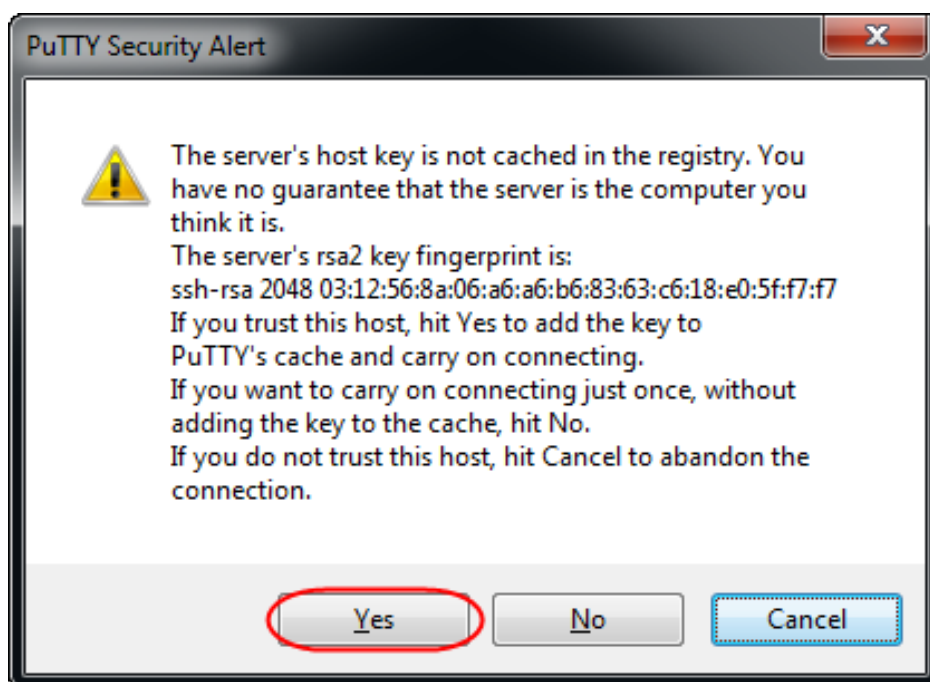 PuTTY Security Alert
The server's host key is not cached in the registry. You
have no guarantee that the server is the computer you
think it is.
The server's rsa2 key fingerprint is:
ssh-rsa 2048 03:12:56:8a:06:a6:a6:b6:83:63:c6:18:e0:5f:f7:f7
If you trust this host, hit Yes to add the key to
PuTTY's cache and carry on connecting.
If you want to carry on connecting just once, without
adding the key to the cache, hit No.
If you do not trust this host, hit Cancel to abandon the
connection.
Yes No Cancel